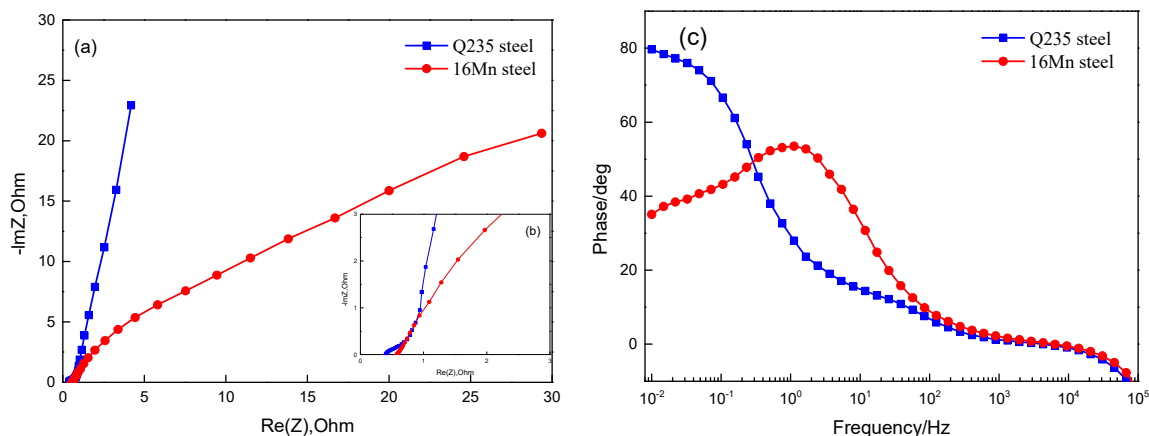 (a)
Q235 steel
16Mn steel
-ImZ,Ohm
-30
-25
-20
-15
-10
-5
0
0 5 10 15 20 25 30
Re(Z),Ohm
(b)
-ImZ,Ohm
3
2
1
0
1 2 3
Re(Z),Ohm
(c)
Q235 steel
16Mn steel
Phase/deg
80
60
40
20
0
10-2 10-1 100 101 102 103 104 105
Frequency/Hz